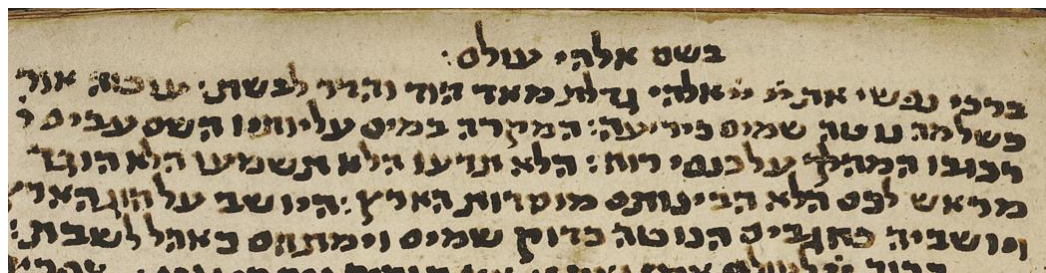 בשם אלהי עולם:
ברכי נפשי את יי יי אלהי גדלת מאד הוד והדר לבשת: עוטה אור
כשלמה נוטה שמים כיריעה: המקרה במים עליותיו השם עבים
רכובו המהלך על כנפי רוח: הלא תדעו הלא תשמעו הלא הוגד
מראש לכם הלא הבינותם מוסדות הארץ: היושב על חוג הארץ
ויושביה כחגבים הנוטה כדוק שמים וימתחם כאהל לשבת: